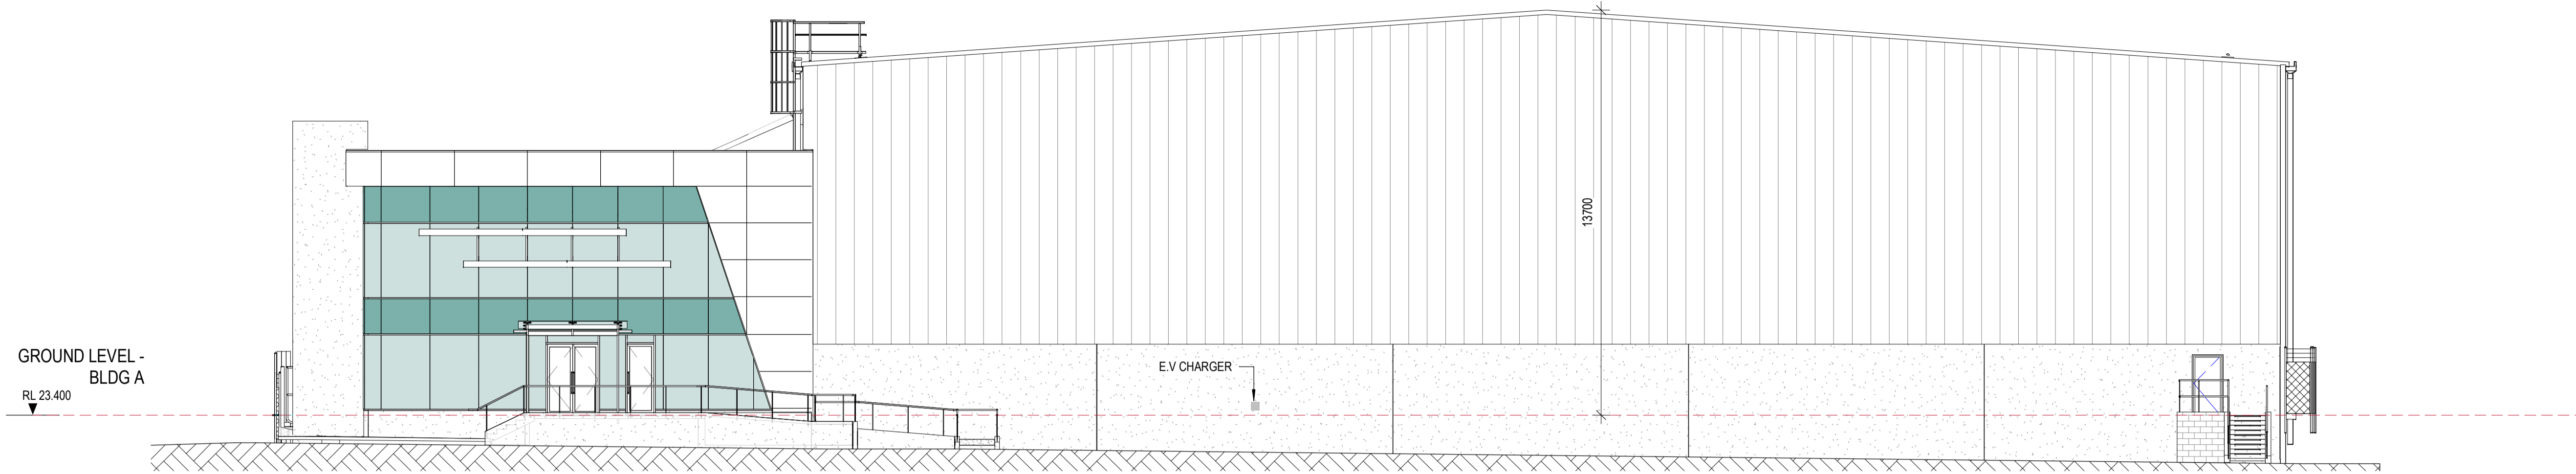 GROUND LEVEL -
BLDG A
RL 23.400
E.V CHARGER
13700